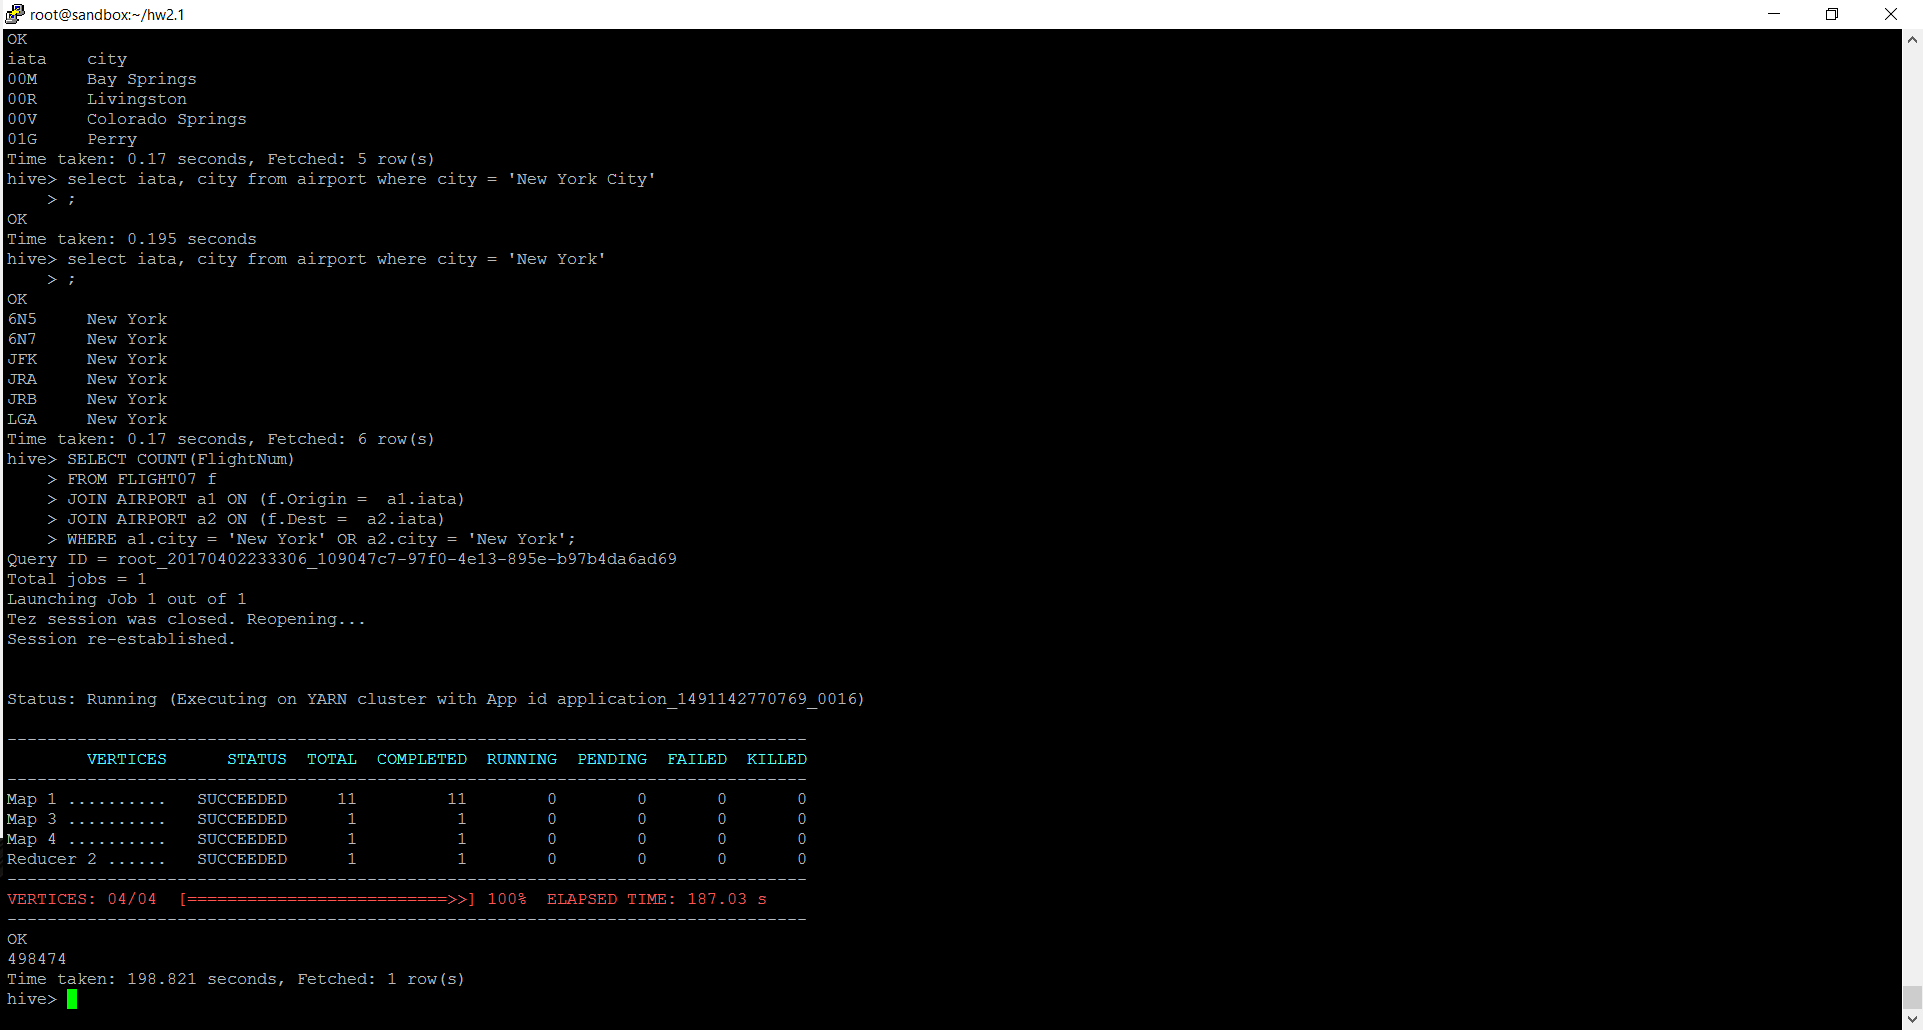 root@sandbox:~/hw2.1
OK
iata    city
00M     Bay Springs
00R     Livingston
00V     Colorado Springs
01G     Perry
Time taken: 0.17 seconds, Fetched: 5 row(s)
hive> select iata, city from airport where city = 'New York City'
    > ;
OK
Time taken: 0.195 seconds
hive> select iata, city from airport where city = 'New York'
    > ;
OK
6N5     New York
6N7     New York
JFK     New York
JRA     New York
JRB     New York
LGA     New York
Time taken: 0.17 seconds, Fetched: 6 row(s)
hive> SELECT COUNT(FlightNum)
    > FROM FLIGHT07 f
    > JOIN AIRPORT a1 ON (f.Origin =  a1.iata)
    > JOIN AIRPORT a2 ON (f.Dest =  a2.iata)
    > WHERE a1.city = 'New York' OR a2.city = 'New York';
Query ID = root_20170402233306_109047c7-97f0-4e13-895e-b97b4da6ad69
Total jobs = 1
Launching Job 1 out of 1
Tez session was closed. Reopening...
Session re-established.
Status: Running (Executing on YARN cluster with App id application_1491142770769_0016)
--------------------------------------------------------------------------------
        VERTICES      STATUS  TOTAL  COMPLETED  RUNNING  PENDING  FAILED  KILLED
--------------------------------------------------------------------------------
Map 1 ..........   SUCCEEDED     11         11        0        0       0       0
Map 3 ..........   SUCCEEDED      1          1        0        0       0       0
Map 4 ..........   SUCCEEDED      1          1        0        0       0       0
Reducer 2 ......   SUCCEEDED      1          1        0        0       0       0
--------------------------------------------------------------------------------
VERTICES: 04/04  [==========================>>] 100%  ELAPSED TIME: 187.03 s
--------------------------------------------------------------------------------
OK
498474
Time taken: 198.821 seconds, Fetched: 1 row(s)
hive>